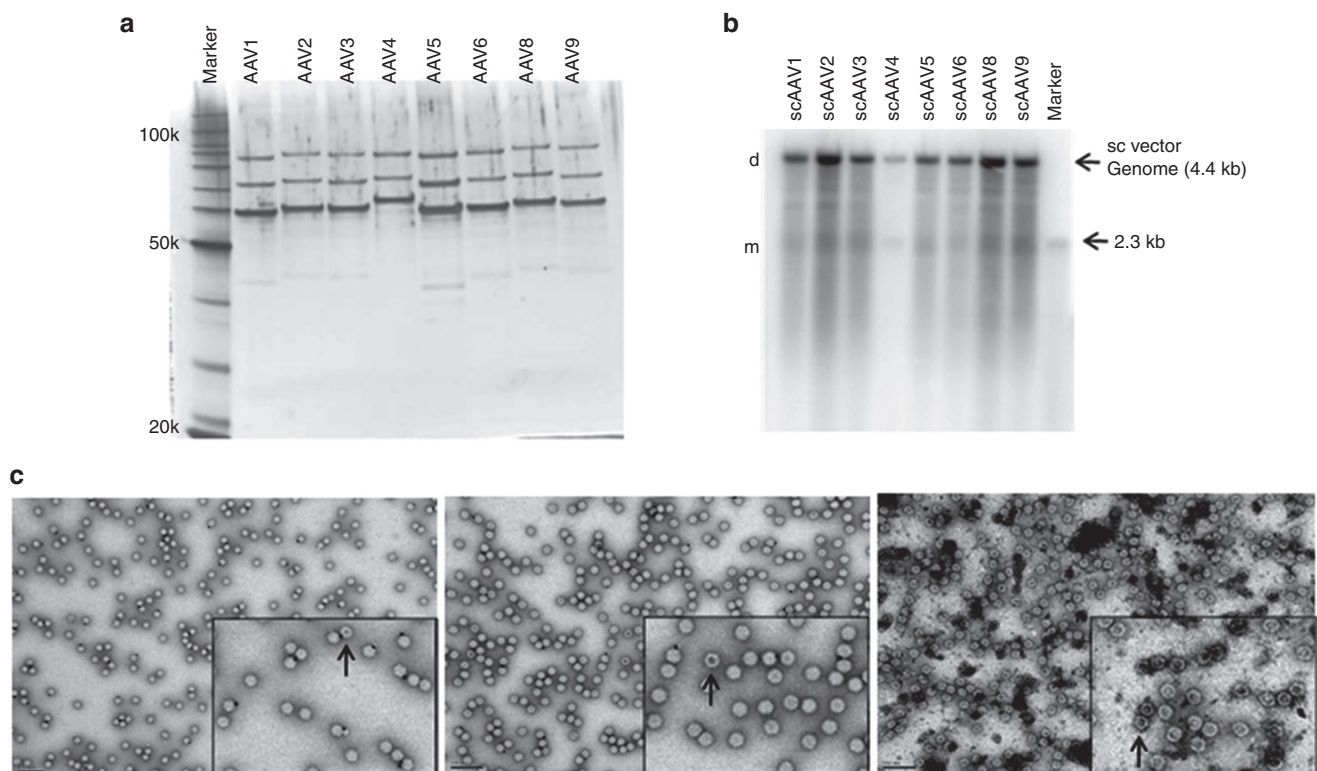 a
Marker
AAV1
AAV2
AAV3
AAV4
AAV5
AAV6
AAV8
AAV9
100k
50k
20k
b
scAAV1
scAAV2
scAAV3
scAAV4
scAAV5
scAAV6
scAAV8
scAAV9
Marker
d
m
sc vector
Genome (4.4 kb)
2.3 kb
c